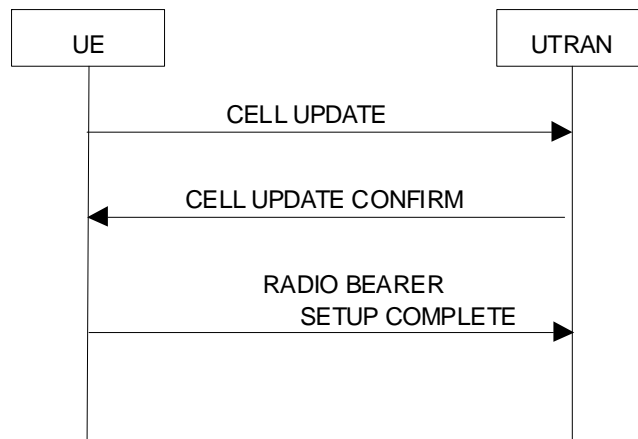 UE
UTRAN
CELL UPDATE
CELL UPDATE CONFIRM
RADIO BEARER
SETUP COMPLETE